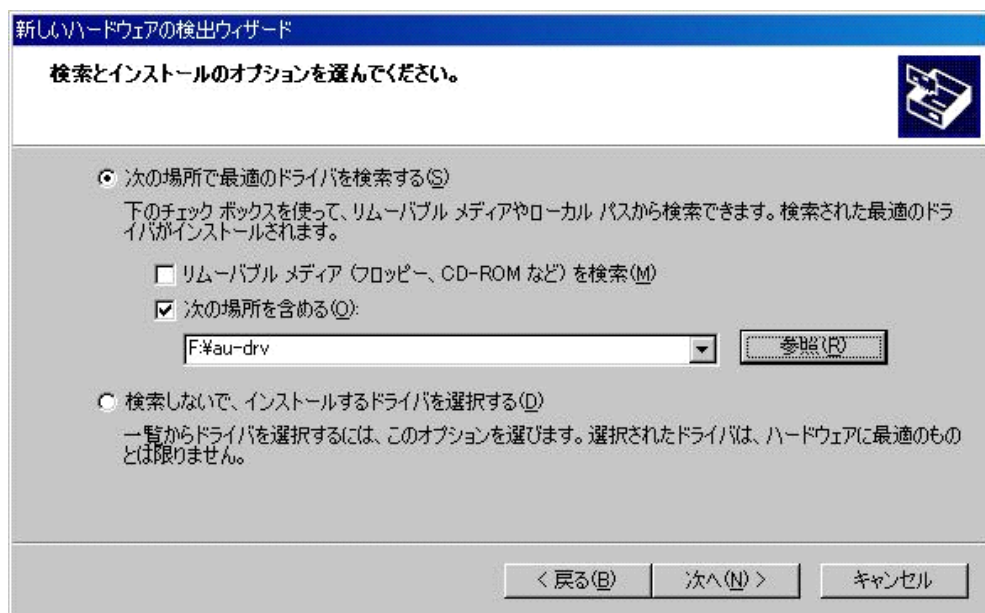 新しいハードウェアの検出ウィザード
検索とインストールのオプションを選んでください。
次の場所で最適のドライバを検索する(S)
下のチェック ボックスを使って、リムーバブル メディアやローカル パスから検索できます。検索された最適のドラ
イバがインストールされます。
リムーバブル メディア (フロッピー、CD-ROM など) を検索(M)
次の場所を含める(O):
F:¥au-drv
参照(R)
検索しないで、インストールするドライバを選択する(D)
一覧からドライバを選択するには、このオプションを選びます。選択されたドライバは、ハードウェアに最適のもの
とは限りません。
< 戻る(B)
次へ(N) >
キャンセル